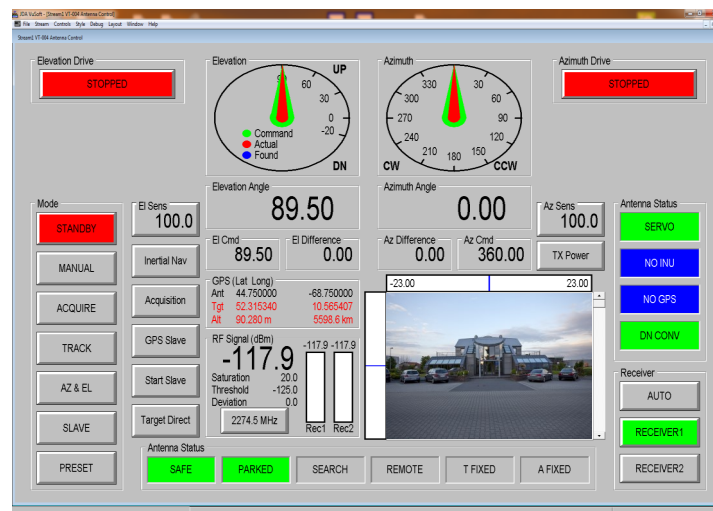 JDA VuSoft - [Stream1 VT-004 Antenna Control]
File Stream Controls Style Debug Layout Window Help
Stream1 VT-004 Antenna Control
Elevation Drive
STOPPED
Elevation
UP
90
60
30
0
-20
DN
Command
Actual
Found
Azimuth
330 30
300 60
270 90
240 120
210 180 150
CW CCW
Azimuth Drive
STOPPED
Mode
STANDBY
MANUAL
ACQUIRE
TRACK
AZ & EL
SLAVE
PRESET
El Sens
100.0
Inertial Nav
Acquisition
GPS Slave
Start Slave
Target Direct
Elevation Angle
89.50
Azimuth Angle
0.00
El Cmd
89.50
El Difference
0.00
Az Difference
0.00
Az Cmd
360.00
Az Sens
100.0
TX Power
GPS (Lat Long)
Ant 44.750000 -68.750000
Tgt 52.315340 10.565407
Alt 90.280 m 5598.6 km
RF Signal (dBm)
-117.9
Saturation 20.0
Threshold -125.0
Deviation 0.0
2274.5 MHz
-117.9 -117.9
Rec1 Rec2
-23.00 23.00
Antenna Status
SERVO
NO INU
NO GPS
DN CONV
Receiver
AUTO
RECEIVER1
RECEIVER2
Antenna Status
SAFE PARKED SEARCH REMOTE T FIXED A FIXED